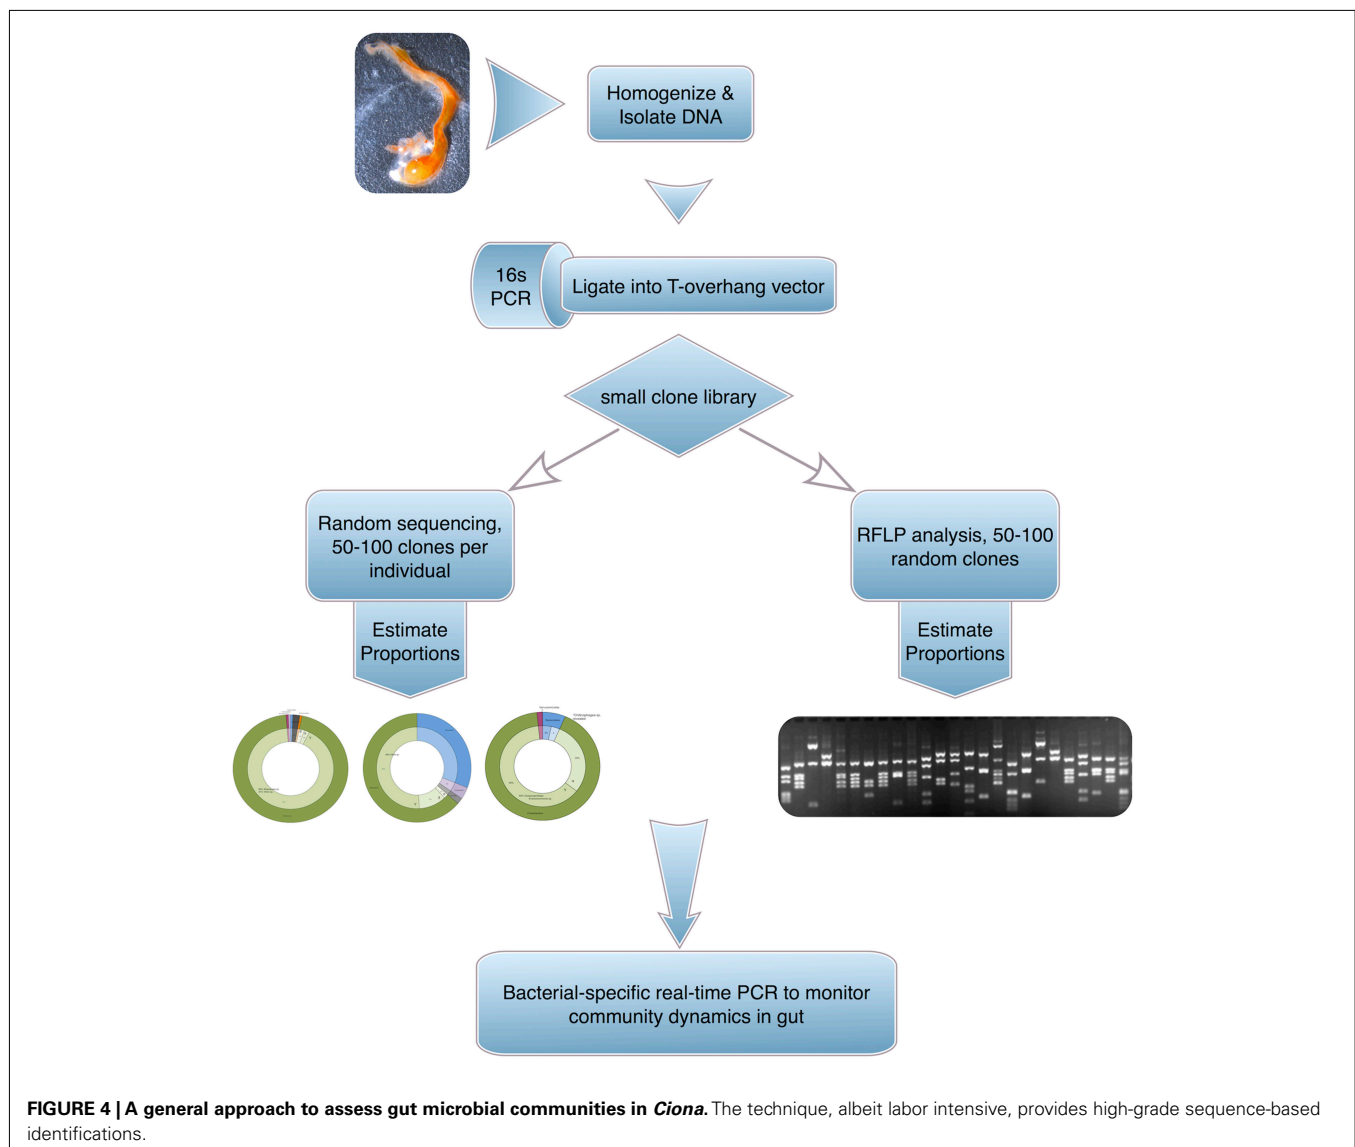 Homogenize &
Isolate DNA
16s
PCR
Ligate into T-overhang vector
small clone library
Random sequencing,
50-100 clones per
individual
RFLP analysis, 50-100
random clones
Estimate
Proportions
Estimate
Proportions
Bacterial-specific real-time PCR to monitor
community dynamics in gut
FIGURE 4 | A general approach to assess gut microbial communities in Ciona. The technique, albeit labor intensive, provides high-grade sequence-based
identifications.